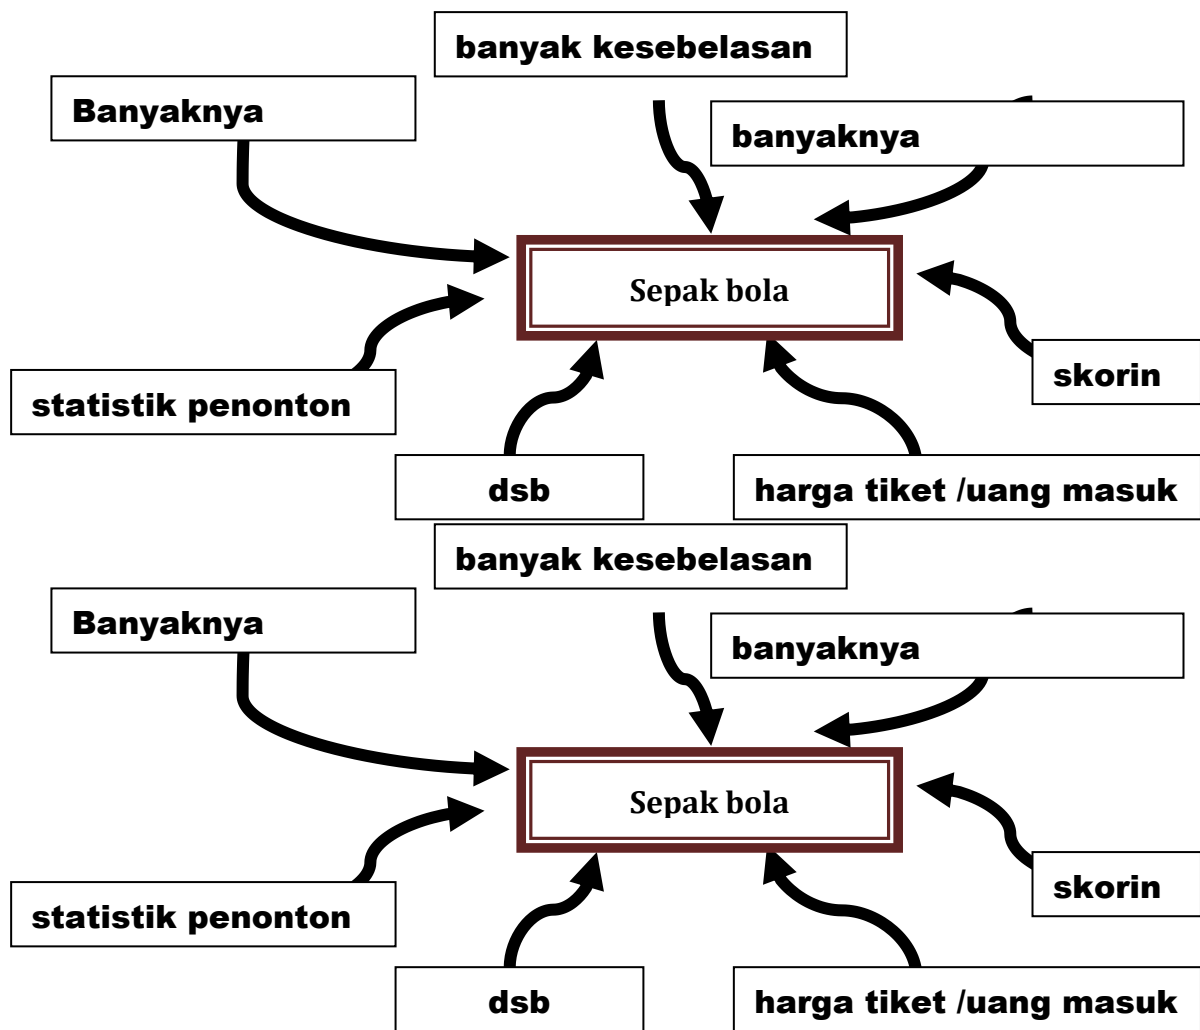 banyak kesebelasan
Banyaknya
banyaknya
Sepak bola
skorin
statistik penonton
dsb
harga tiket /uang masuk
banyak kesebelasan
Banyaknya
banyaknya
Sepak bola
skorin
statistik penonton
dsb
harga tiket /uang masuk